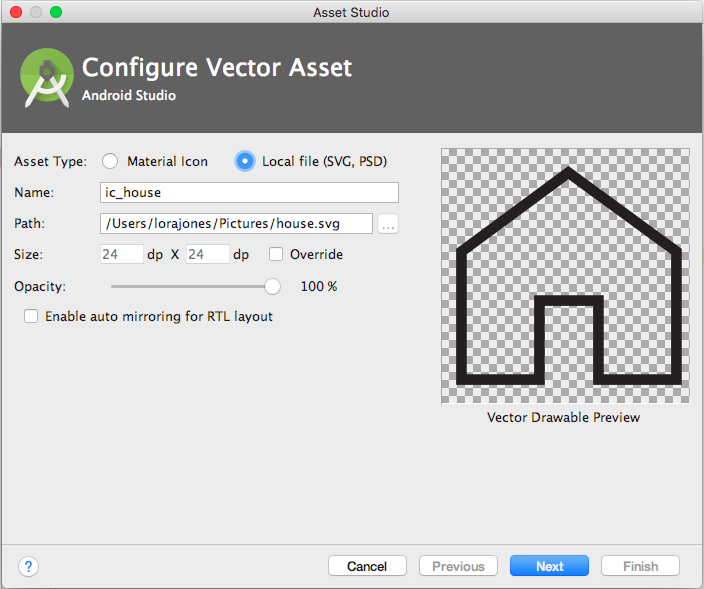 Asset Studio
Configure Vector Asset
Android Studio
Asset Type: Material Icon Local file (SVG, PSD)
Name: ic_house
Path: /Users/lorajones/Pictures/house.svg ...
Size: 24 dp X 24 dp Override
Opacity: 100 %
Enable auto mirroring for RTL layout
Vector Drawable Preview
? Cancel Previous Next Finish